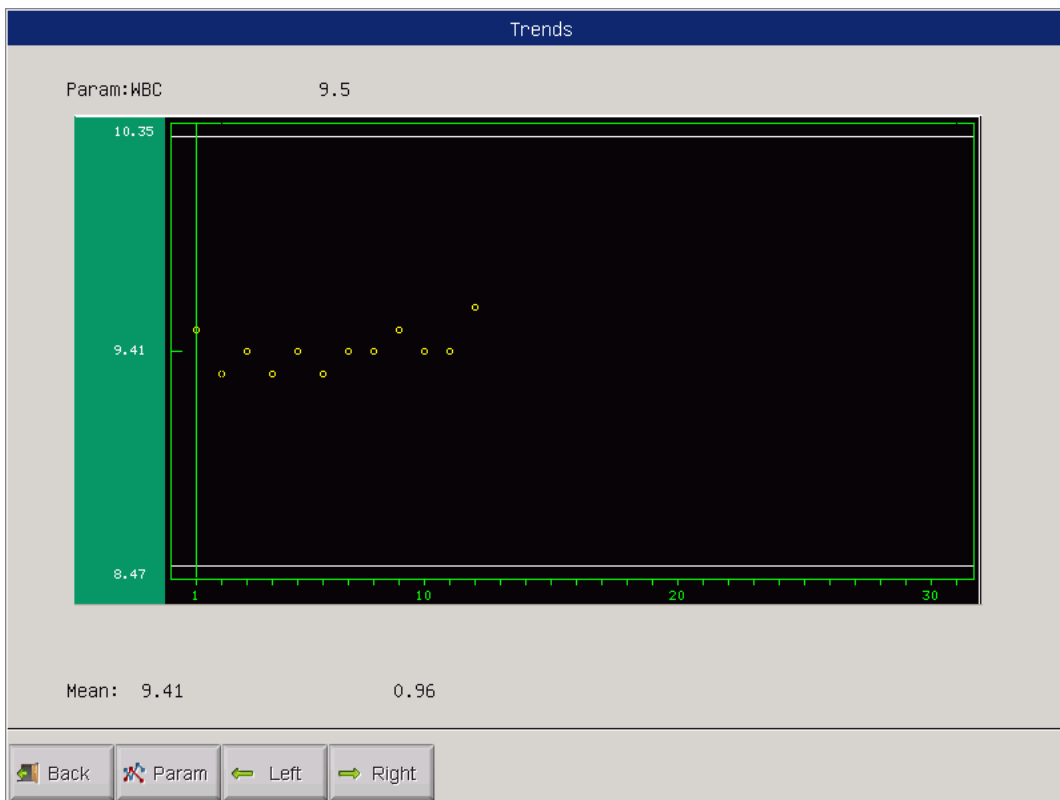 Trends
Param:WBC 9.5
10.35
9.41
8.47
1 10 20 30
Mean: 9.41 0.96
Back Param Left Right